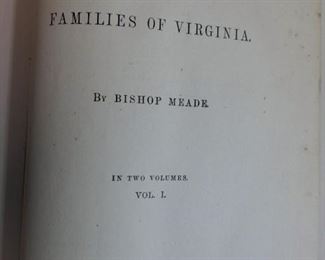 FAMILIES OF VIRGINIA.
BY BISHOP MEADE.
IN TWO VOLUMES.
VOL. I.